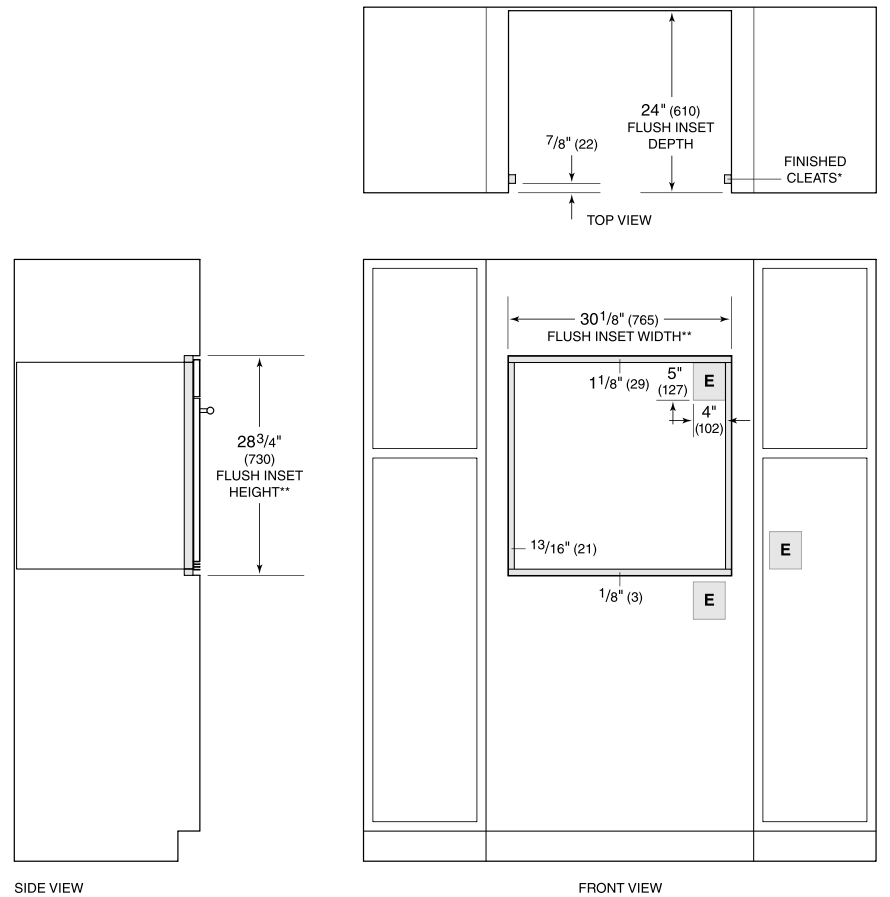 24" (610)
FLUSH INSET
DEPTH
7/8" (22)
FINISHED
CLEATS*
TOP VIEW
30 1/8" (765)
FLUSH INSET WIDTH**
1 1/8" (29)
5"
(127)
E
4"
(102)
28 3/4"
(730)
FLUSH INSET
HEIGHT**
13/16" (21)
E
1/8" (3)
E
SIDE VIEW
FRONT VIEW